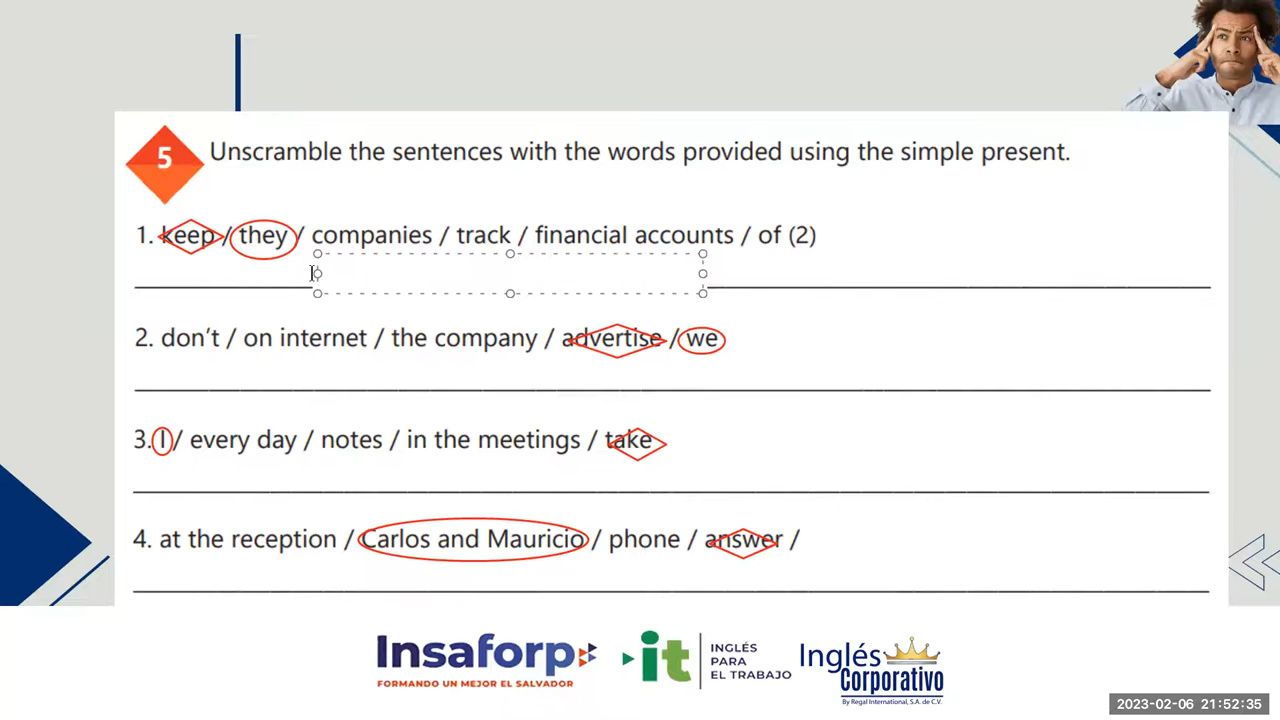 5
Unscramble the sentences with the words provided using the simple present.
1. keep / they / companies / track / financial accounts / of (2)
2. don't / on internet / the company / advertise / we
3. I / every day / notes / in the meetings / take
4. at the reception / Carlos and Mauricio / phone / answer /
Insaforp
FORMANDO UN MEJOR EL SALVADOR
it
INGLÉS
PARA
EL TRABAJO
Inglés
Corporativo
By Regal International, S.A. de C.V.
2023-02-06 21:52:35